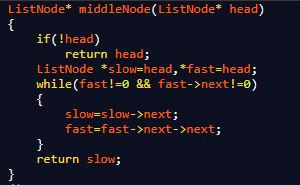 ListNode* middleNode(ListNode* head)
{
    if(!head)
        return head;
    ListNode *slow=head,*fast=head;
    while(fast!=0 && fast->next!=0)
    {
        slow=slow->next;
        fast=fast->next->next;
    }
    return slow;
}